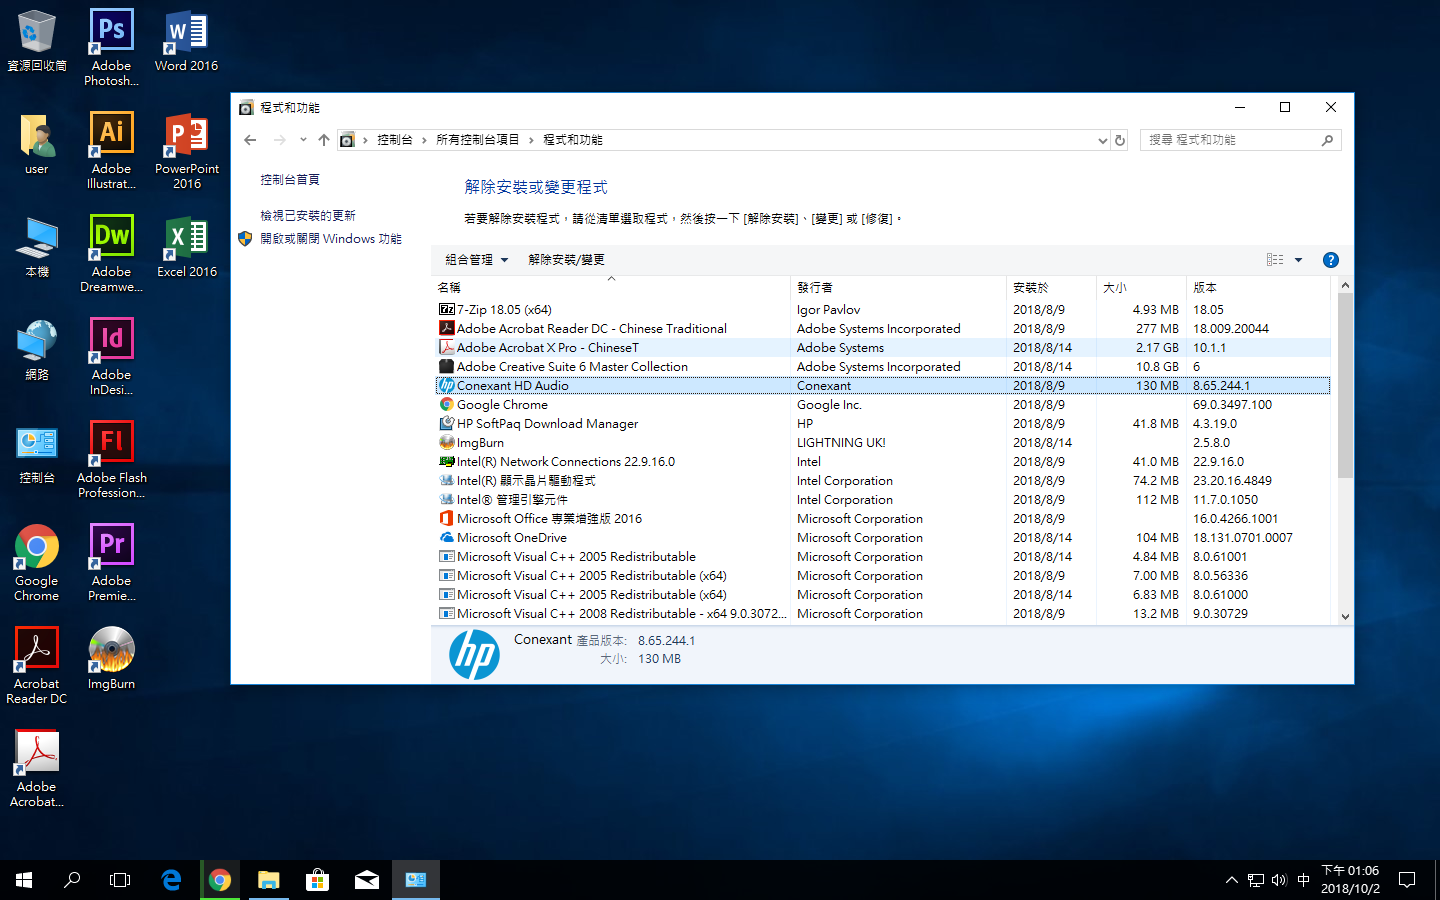 資源回收筒
Ps
Adobe
Photosh...
W
Word 2016
user
Ai
Adobe
Illustrat...
P
PowerPoint
2016
本機
Dw
Adobe
Dreamwe...
X
Excel 2016
網路
Id
Adobe
InDesi...
控制台
Fl
Adobe Flash
Profession...
Google
Chrome
Pr
Adobe
Premie...
Acrobat
Reader DC
ImgBurn
Adobe
Acrobat...
程式和功能
控制台 › 所有控制台項目 › 程式和功能
搜尋 程式和功能
控制台首頁
檢視已安裝的更新
開啟或關閉 Windows 功能
解除安裝或變更程式
若要解除安裝程式，請從清單選取程式，然後按一下 [解除安裝]、[變更] 或 [修復]。
組合管理 解除安裝/變更
名稱 發行者 安裝於 大小 版本
7-Zip 18.05 (x64) Igor Pavlov 2018/8/9 4.93 MB 18.05
Adobe Acrobat Reader DC - Chinese Traditional Adobe Systems Incorporated 2018/8/9 277 MB 18.009.20044
Adobe Acrobat X Pro - ChineseT Adobe Systems 2018/8/14 2.17 GB 10.1.1
Adobe Creative Suite 6 Master Collection Adobe Systems Incorporated 2018/8/14 10.8 GB 6
Conexant HD Audio Conexant 2018/8/9 130 MB 8.65.244.1
Google Chrome Google Inc. 2018/8/9 69.0.3497.100
HP SoftPaq Download Manager HP 2018/8/9 41.8 MB 4.3.19.0
ImgBurn LIGHTNING UK! 2018/8/14 2.5.8.0
Intel(R) Network Connections 22.9.16.0 Intel 2018/8/9 41.0 MB 22.9.16.0
Intel(R) 顯示晶片驅動程式 Intel Corporation 2018/8/9 74.2 MB 23.20.16.4849
Intel® 管理引擎元件 Intel Corporation 2018/8/9 112 MB 11.7.0.1050
Microsoft Office 專業增強版 2016 Microsoft Corporation 2018/8/9 16.0.4266.1001
Microsoft OneDrive Microsoft Corporation 2018/8/14 104 MB 18.131.0701.0007
Microsoft Visual C++ 2005 Redistributable Microsoft Corporation 2018/8/14 4.84 MB 8.0.61001
Microsoft Visual C++ 2005 Redistributable (x64) Microsoft Corporation 2018/8/9 7.00 MB 8.0.56336
Microsoft Visual C++ 2005 Redistributable (x64) Microsoft Corporation 2018/8/14 6.83 MB 8.0.61000
Microsoft Visual C++ 2008 Redistributable - x64 9.0.3072... Microsoft Corporation 2018/8/9 13.2 MB 9.0.30729
hp
Conexant 產品版本: 8.65.244.1
大小: 130 MB
中
下午 01:06
2018/10/2